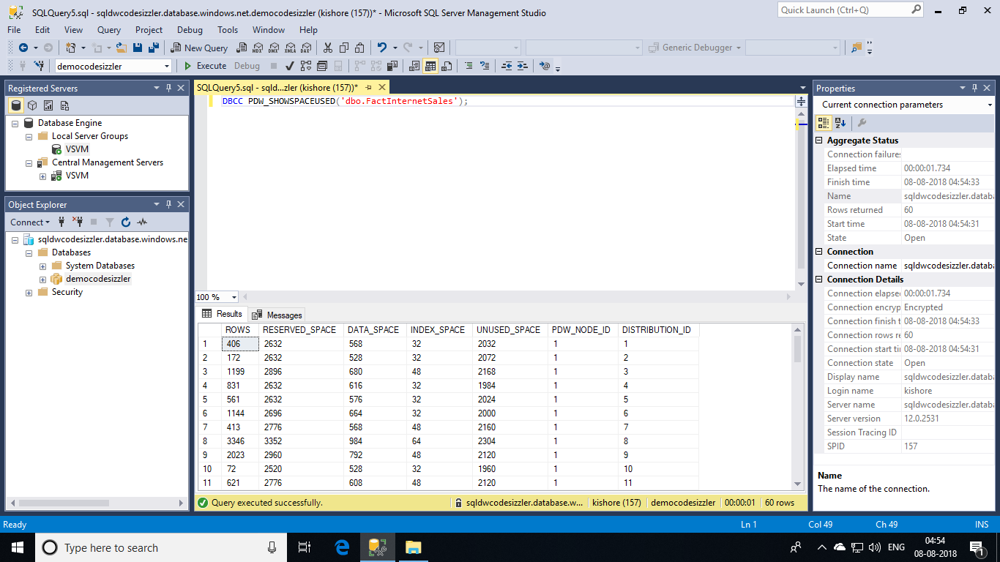 SQLQuery5.sql - sqldwcodesizzler.database.windows.net.democodesizzler (kishore (157))* - Microsoft SQL Server Management Studio
Quick Launch (Ctrl+Q)
File Edit View Query Project Debug Tools Window Help
New Query MDX DMX XMLA DAX Generic Debugger
democodesizzler Execute Debug
Registered Servers
Database Engine
Local Server Groups
VSVM
Central Management Servers
VSVM
Object Explorer
Connect
sqldwcodesizzler.database.windows.ne
Databases
System Databases
democodesizzler
Security
SQLQuery5.sql - sqld...zler (kishore (157))*
DBCC PDW_SHOWSPACEUSED('dbo.FactInternetSales');
100 %
Results Messages
ROWS RESERVED_SPACE DATA_SPACE INDEX_SPACE UNUSED_SPACE PDW_NODE_ID DISTRIBUTION_ID
1 406 2632 568 32 2032 1 1
2 172 2632 528 32 2072 1 2
3 1199 2896 680 48 2168 1 3
4 831 2632 616 32 1984 1 4
5 561 2632 576 32 2024 1 5
6 1144 2696 664 32 2000 1 6
7 413 2776 568 48 2160 1 7
8 3346 3352 984 64 2304 1 8
9 2023 2960 792 48 2120 1 9
10 72 2520 528 32 1960 1 10
11 621 2776 608 48 2120 1 11
Query executed successfully. sqldwcodesizzler.database.w... kishore (157) democodesizzler 00:00:01 60 rows
Properties
Current connection parameters
Aggregate Status
Connection failures
Elapsed time 00:00:01.734
Finish time 08-08-2018 04:54:33
Name sqldwcodesizzler.databa
Rows returned 60
Start time 08-08-2018 04:54:31
State Open
Connection
Connection name sqldwcodesizzler.databa
Connection Details
Connection elapse 00:00:01.734
Connection encryp Encrypted
Connection finish t 08-08-2018 04:54:33
Connection rows re 60
Connection start ti 08-08-2018 04:54:31
Connection state Open
Display name sqldwcodesizzler.databa
Login name kishore
Server name sqldwcodesizzler.databa
Server version 12.0.2531
Session Tracing ID
SPID 157
Name
The name of the connection.
Ready Ln 1 Col 49 Ch 49 INS
Type here to search
ENG
04:54
08-08-2018
1